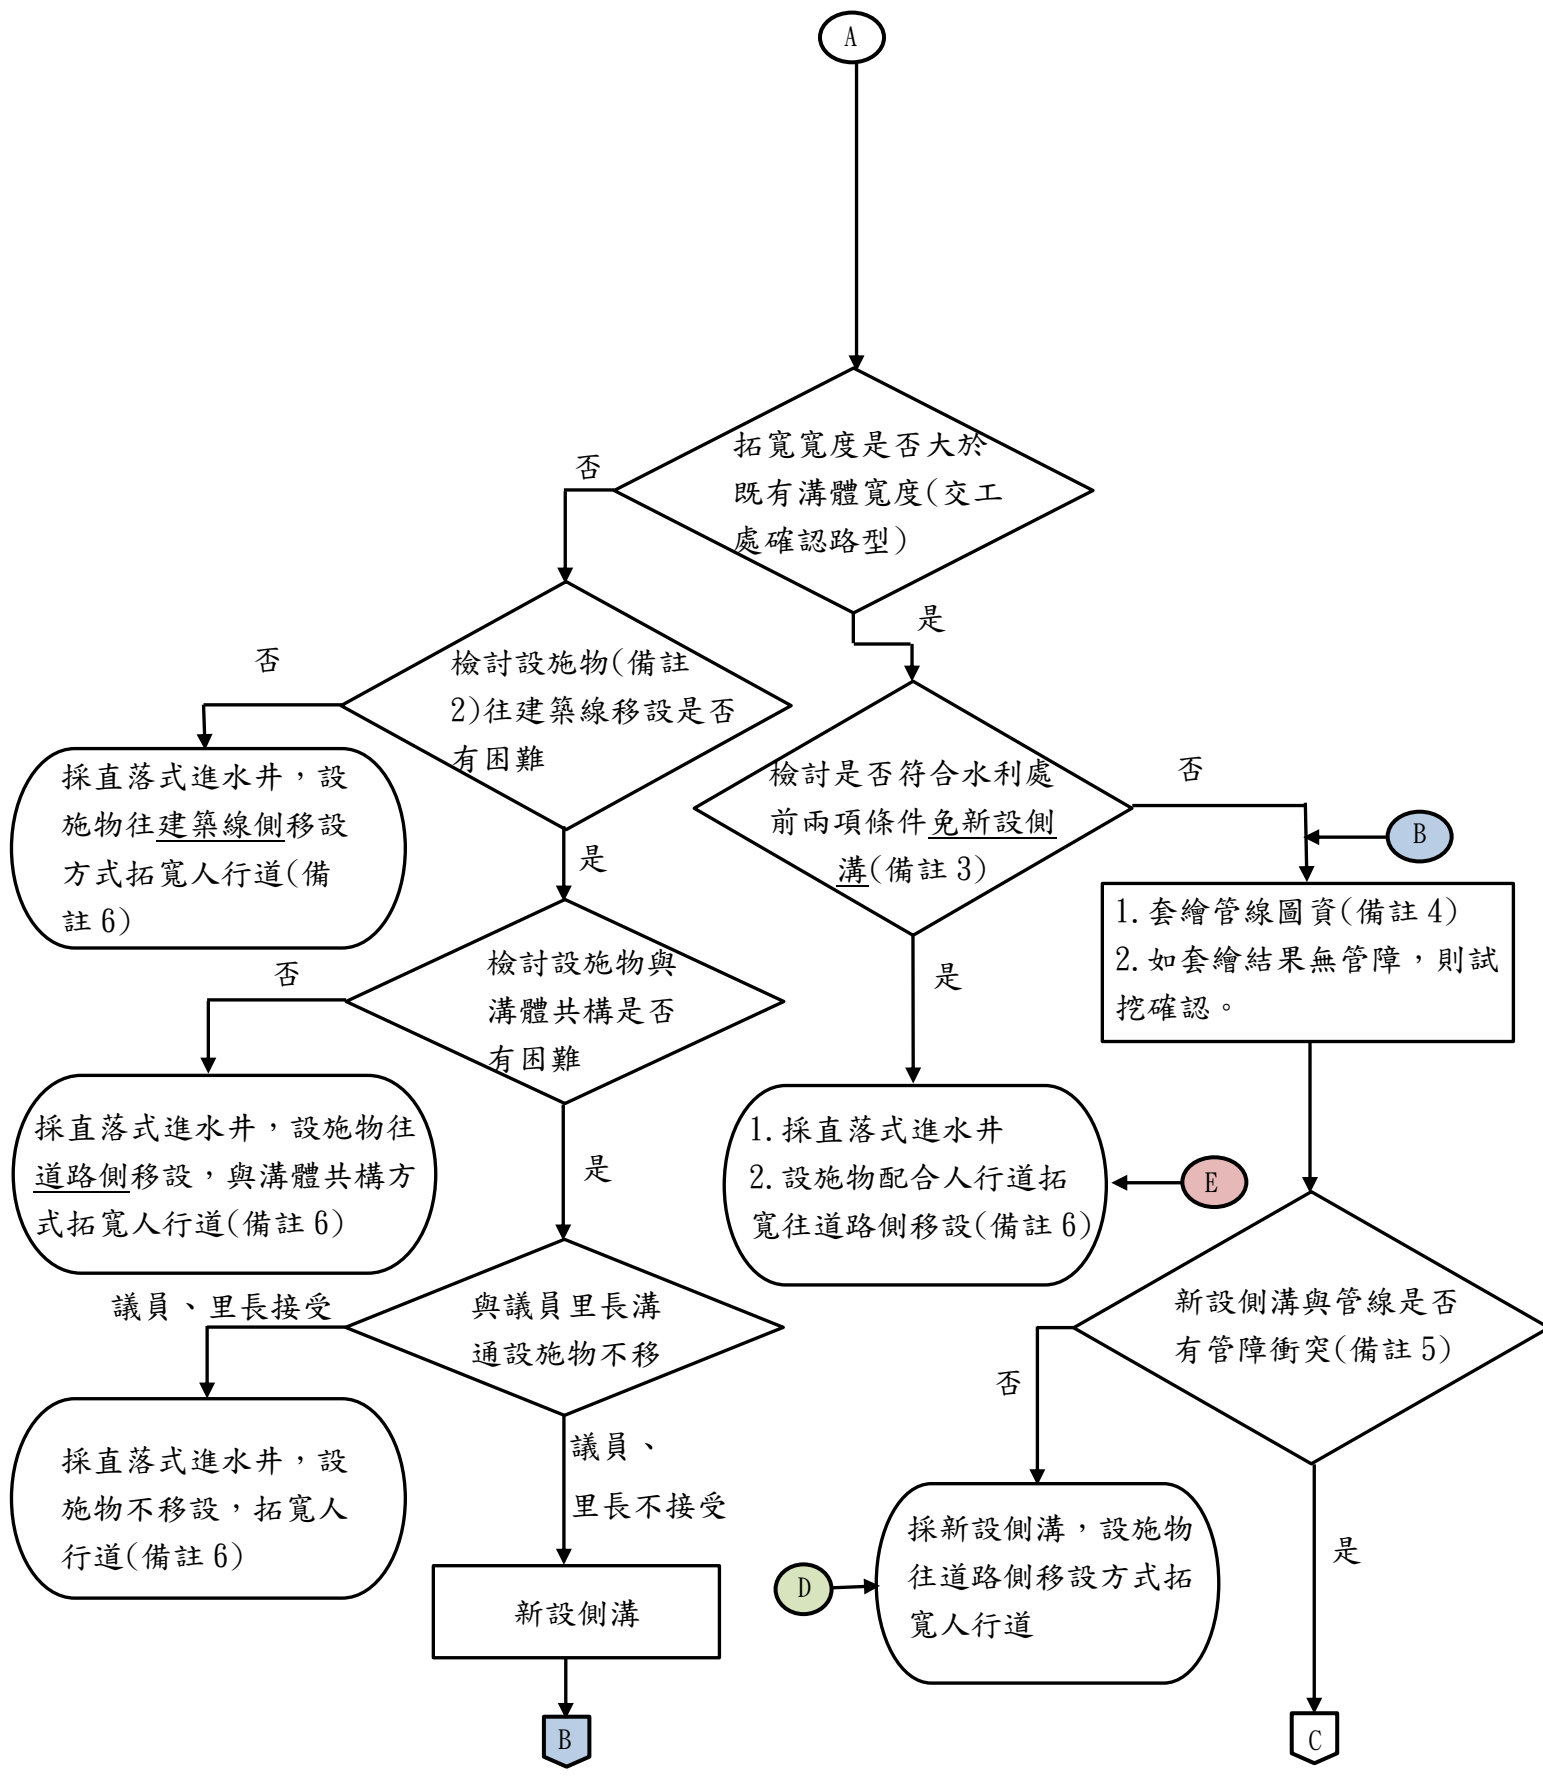 A
拓寬寬度是否大於
既有溝體寬度(交工
處確認路型)
否
是
檢討設施物(備註
2)往建築線移設是否
有困難
否
採直落式進水井，設
施物往建築線側移設
方式拓寬人行道(備
註 6)
是
檢討是否符合水利處
前兩項條件免新設側
溝(備註 3)
否
B
1. 套繪管線圖資(備註 4)
2. 如套繪結果無管障，則試
挖確認。
是
檢討設施物與
溝體共構是否
有困難
否
採直落式進水井，設施物往
道路側移設，與溝體共構方
式拓寬人行道(備註 6)
是
1. 採直落式進水井
2. 設施物配合人行道拓
寬往道路側移設(備註 6)
E
與議員里長溝
通設施物不移
議員、里長接受
採直落式進水井，設
施物不移設，拓寬人
行道(備註 6)
議員、
里長不接受
新設側溝
B
新設側溝與管線是否
有管障衝突(備註 5)
否
採新設側溝，設施物
往道路側移設方式拓
寬人行道
D
是
C